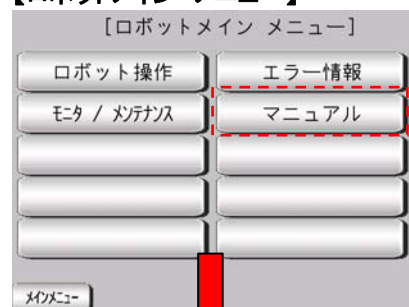 [ロボットメイン メニュー]
ロボット操作
エラー情報
ﾓﾆﾀ / ﾒﾝﾃﾅﾝｽ
マニュアル
ﾒｲﾝﾒﾆｭｰ